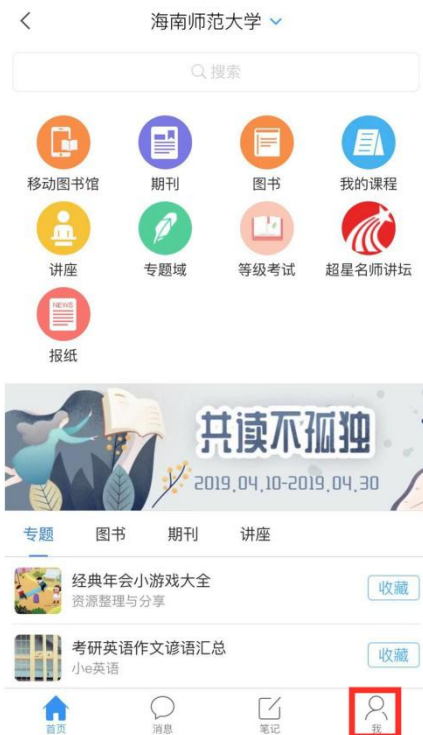 海南师范大学
搜索
移动图书馆 期刊 图书 我的课程
讲座 专题域 等级考试 超星名师讲坛
NEWS
报纸
共读不孤独
2019.04.10-2019.04.30
专题 图书 期刊 讲座
经典年会小游戏大全
资源整理与分享
收藏
考研英语作文谚语汇总
小e英语
收藏
首页 消息 笔记 我